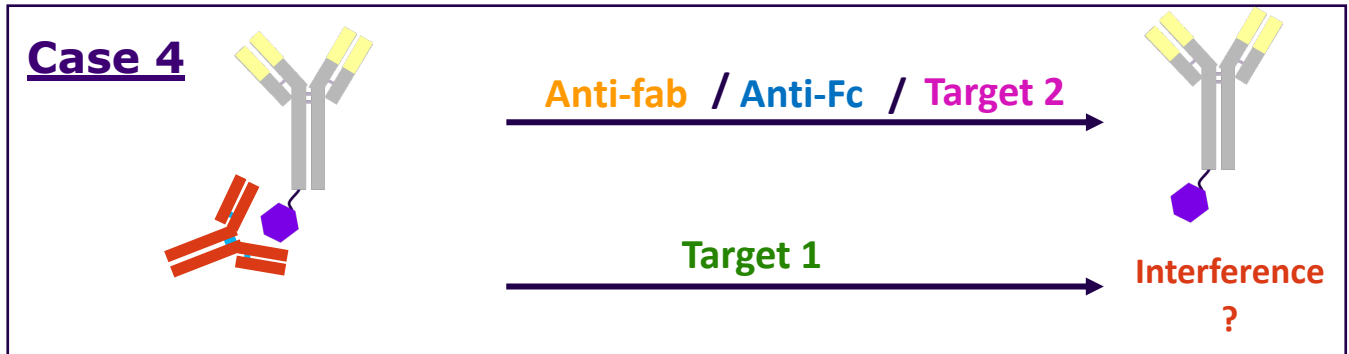 Case 4
Anti-fab / Anti-Fc / Target 2
Target 1
Interference
?